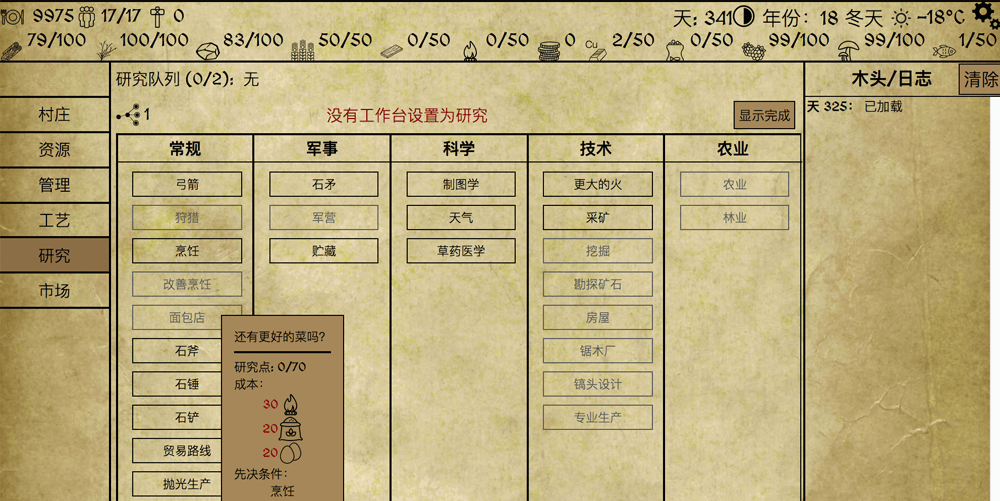 9975 17/17 0 天: 341 年份: 18 冬天 -18°C
79/100 100/100 83/100 50/50 0/50 0/50 0 Cu 2/50 0/50 99/100 99/100 1/50
研究队列 (0/2): 无
木头/日志 清除
1 没有工作台设置为研究 显示完成
天 325: 已加载
村庄
资源
管理
工艺
研究
市场
常规 军事 科学 技术 农业
弓箭 石矛 制图学 更大的火 农业
狩猎 军营 天气 采矿 林业
烹饪 贮藏 草药医学 挖掘
改善烹饪 勘探矿石
面包店 房屋
石斧 锯木厂
石锤 镐头设计
石铲 专业生产
贸易路线
抛光生产
还有更好的菜吗?
研究点: 0/70
成本:
30
20
20
先决条件:
烹饪